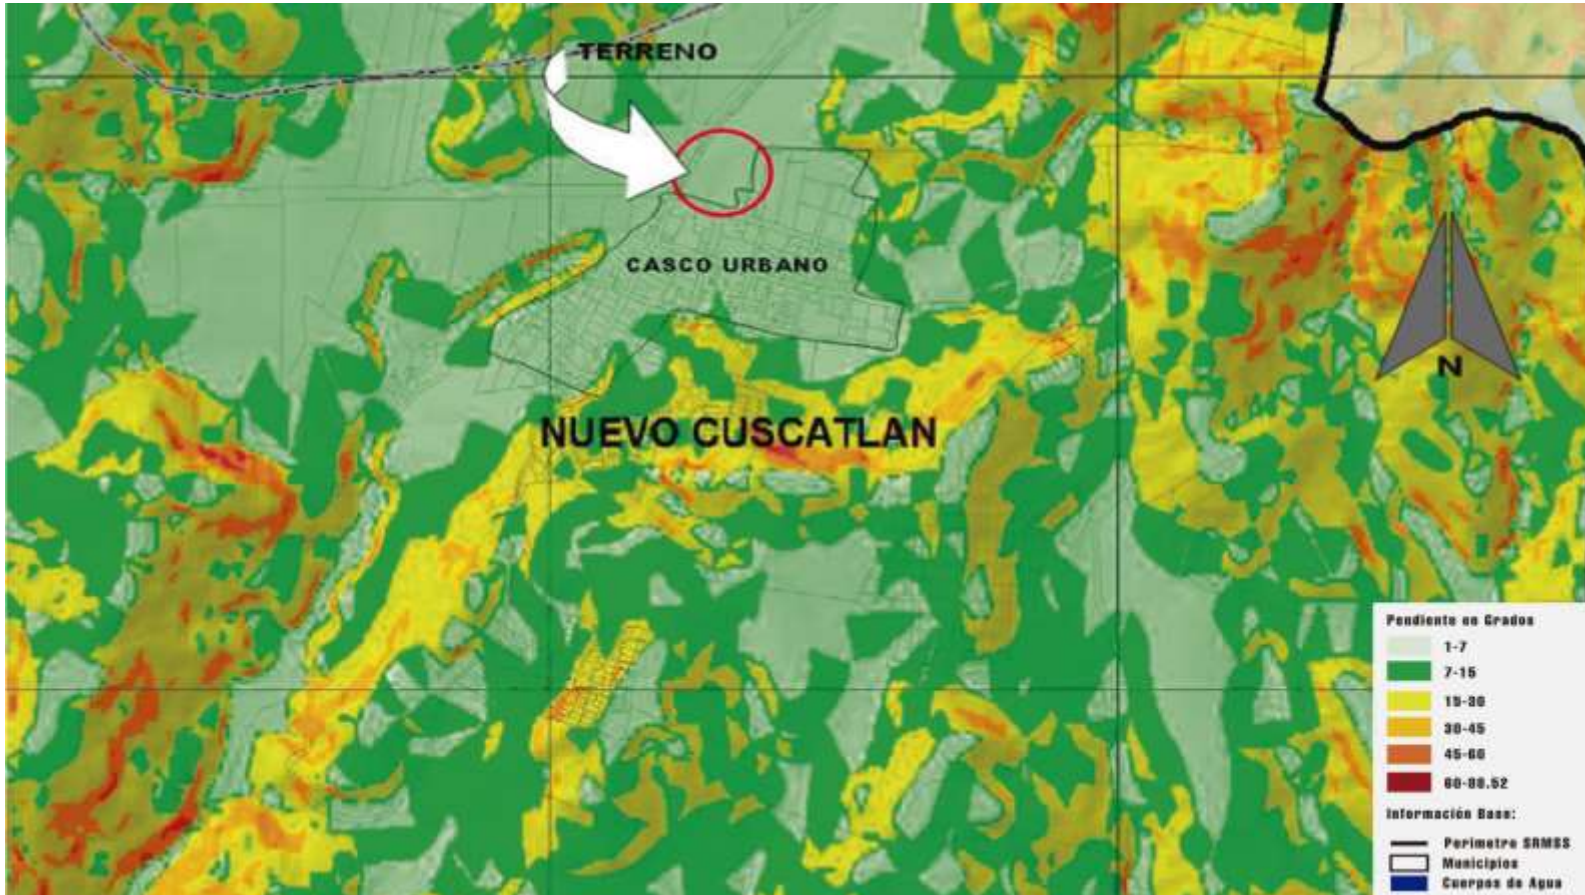 TERRENO
CASCO URBANO
NUEVO CUSCATLAN
N
Pendiente en Grados
1-7
7-15
15-30
30-45
45-60
60-88.52
Información Base:
Perimetro SRMSS
Municipios
Cuerpos de Agua